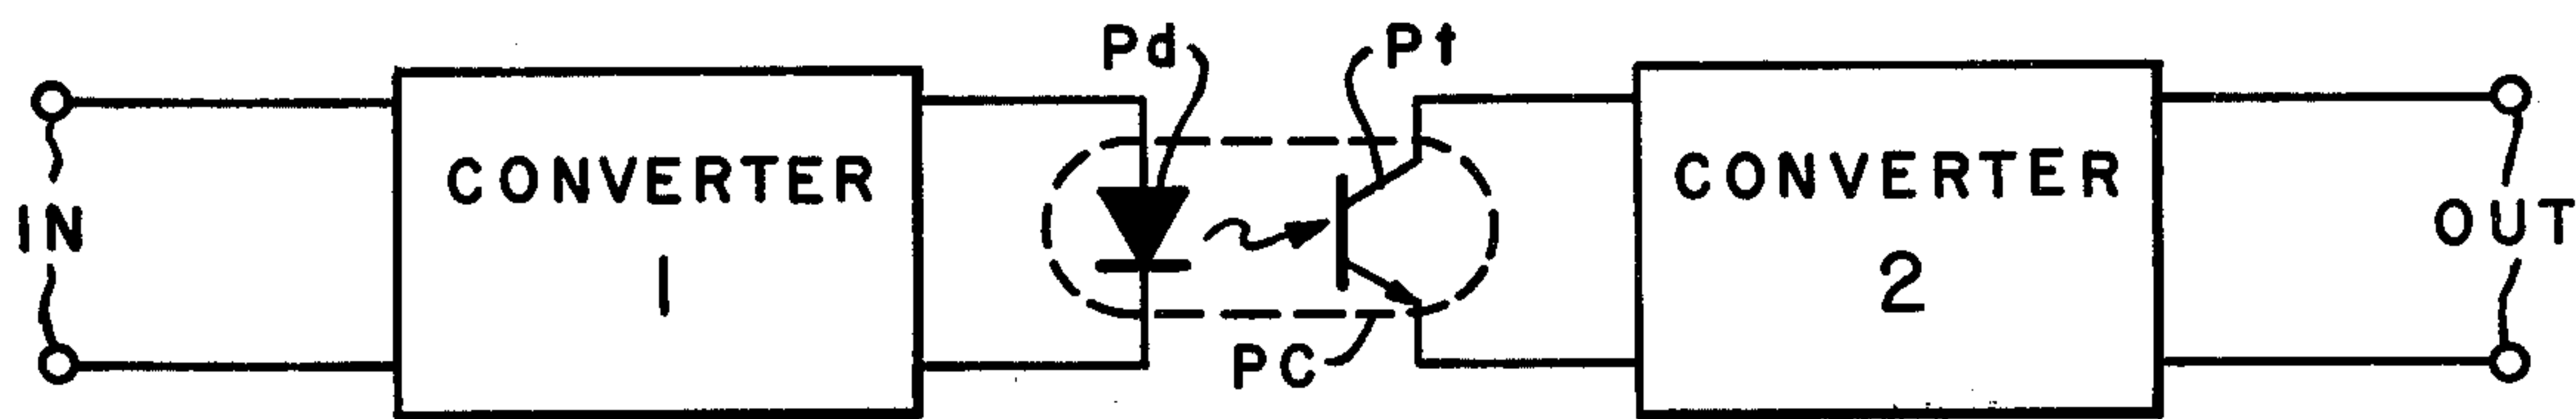 Pd
Pt
IN
CONVERTER
1
CONVERTER
2
OUT
PC